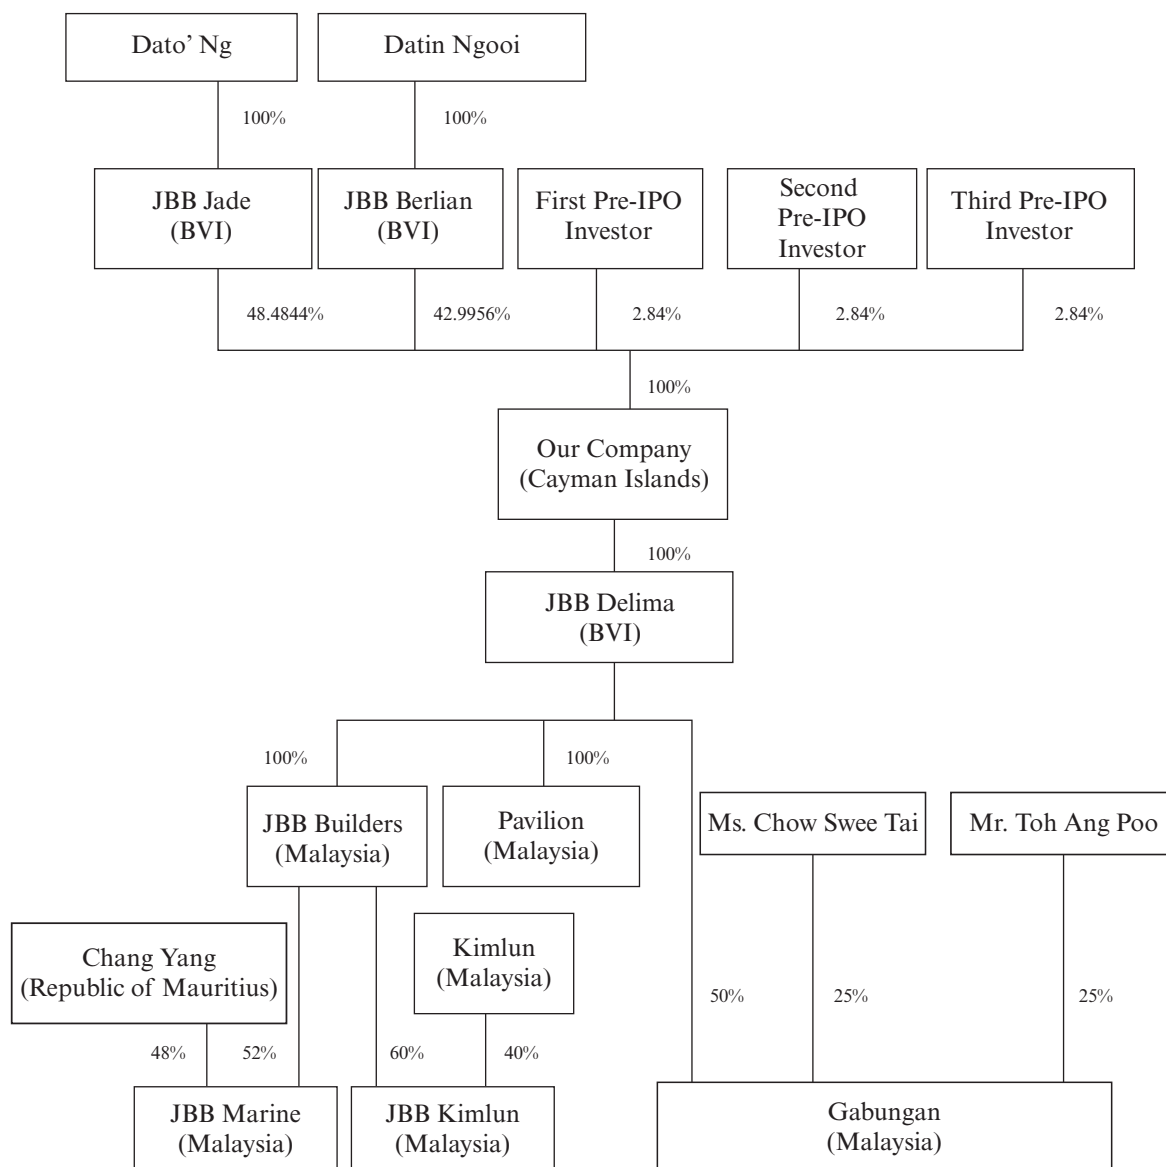 Dato’ Ng
Datin Ngooi
100%
100%
JBB Jade
(BVI)
JBB Berlian
(BVI)
First Pre-IPO
Investor
Second
Pre-IPO
Investor
Third Pre-IPO
Investor
48.4844%
42.9956%
2.84%
2.84%
2.84%
100%
Our Company
(Cayman Islands)
100%
JBB Delima
(BVI)
100%
100%
JBB Builders
(Malaysia)
Pavilion
(Malaysia)
Ms. Chow Swee Tai
Mr. Toh Ang Poo
Chang Yang
(Republic of Mauritius)
Kimlun
(Malaysia)
50%
25%
25%
48%
52%
60%
40%
JBB Marine
(Malaysia)
JBB Kimlun
(Malaysia)
Gabungan
(Malaysia)